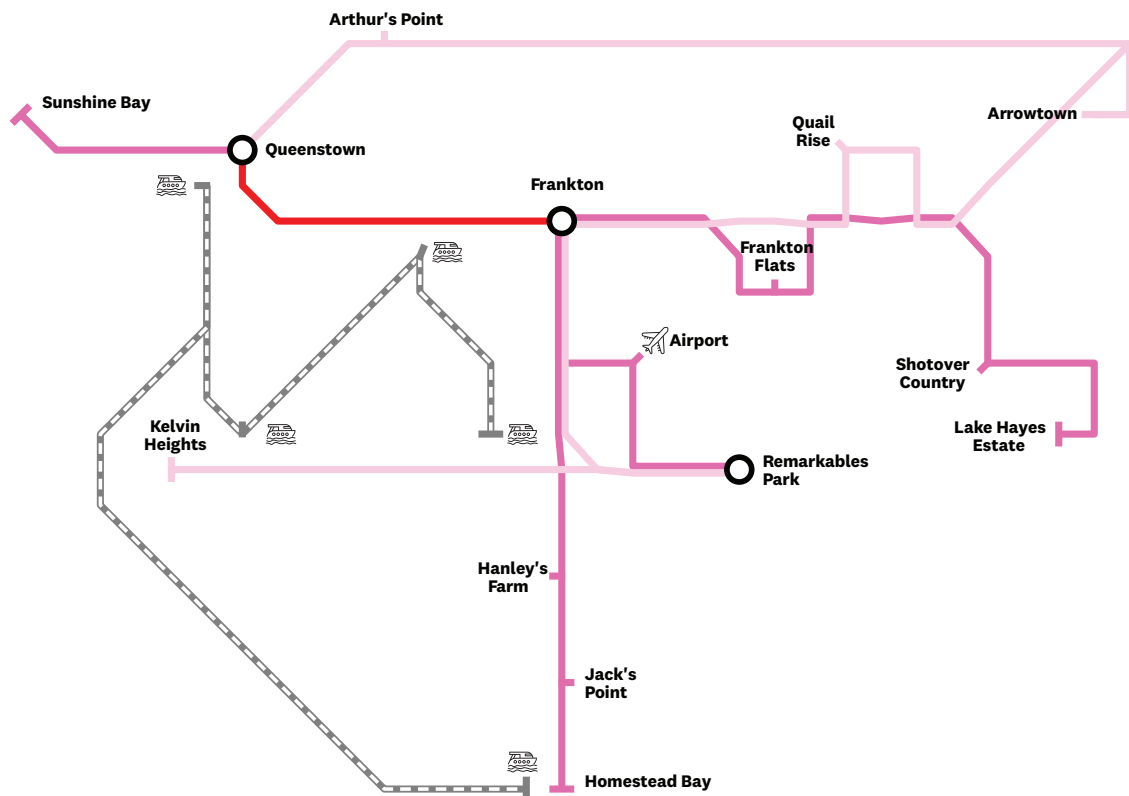 Arthur's Point
Sunshine Bay
Queenstown
Arrowtown
Quail
Rise
Frankton
Frankton
Flats
Airport
Shotover
Country
Lake Hayes
Estate
Kelvin
Heights
Remarkables
Park
Hanley's
Farm
Jack's
Point
Homestead Bay